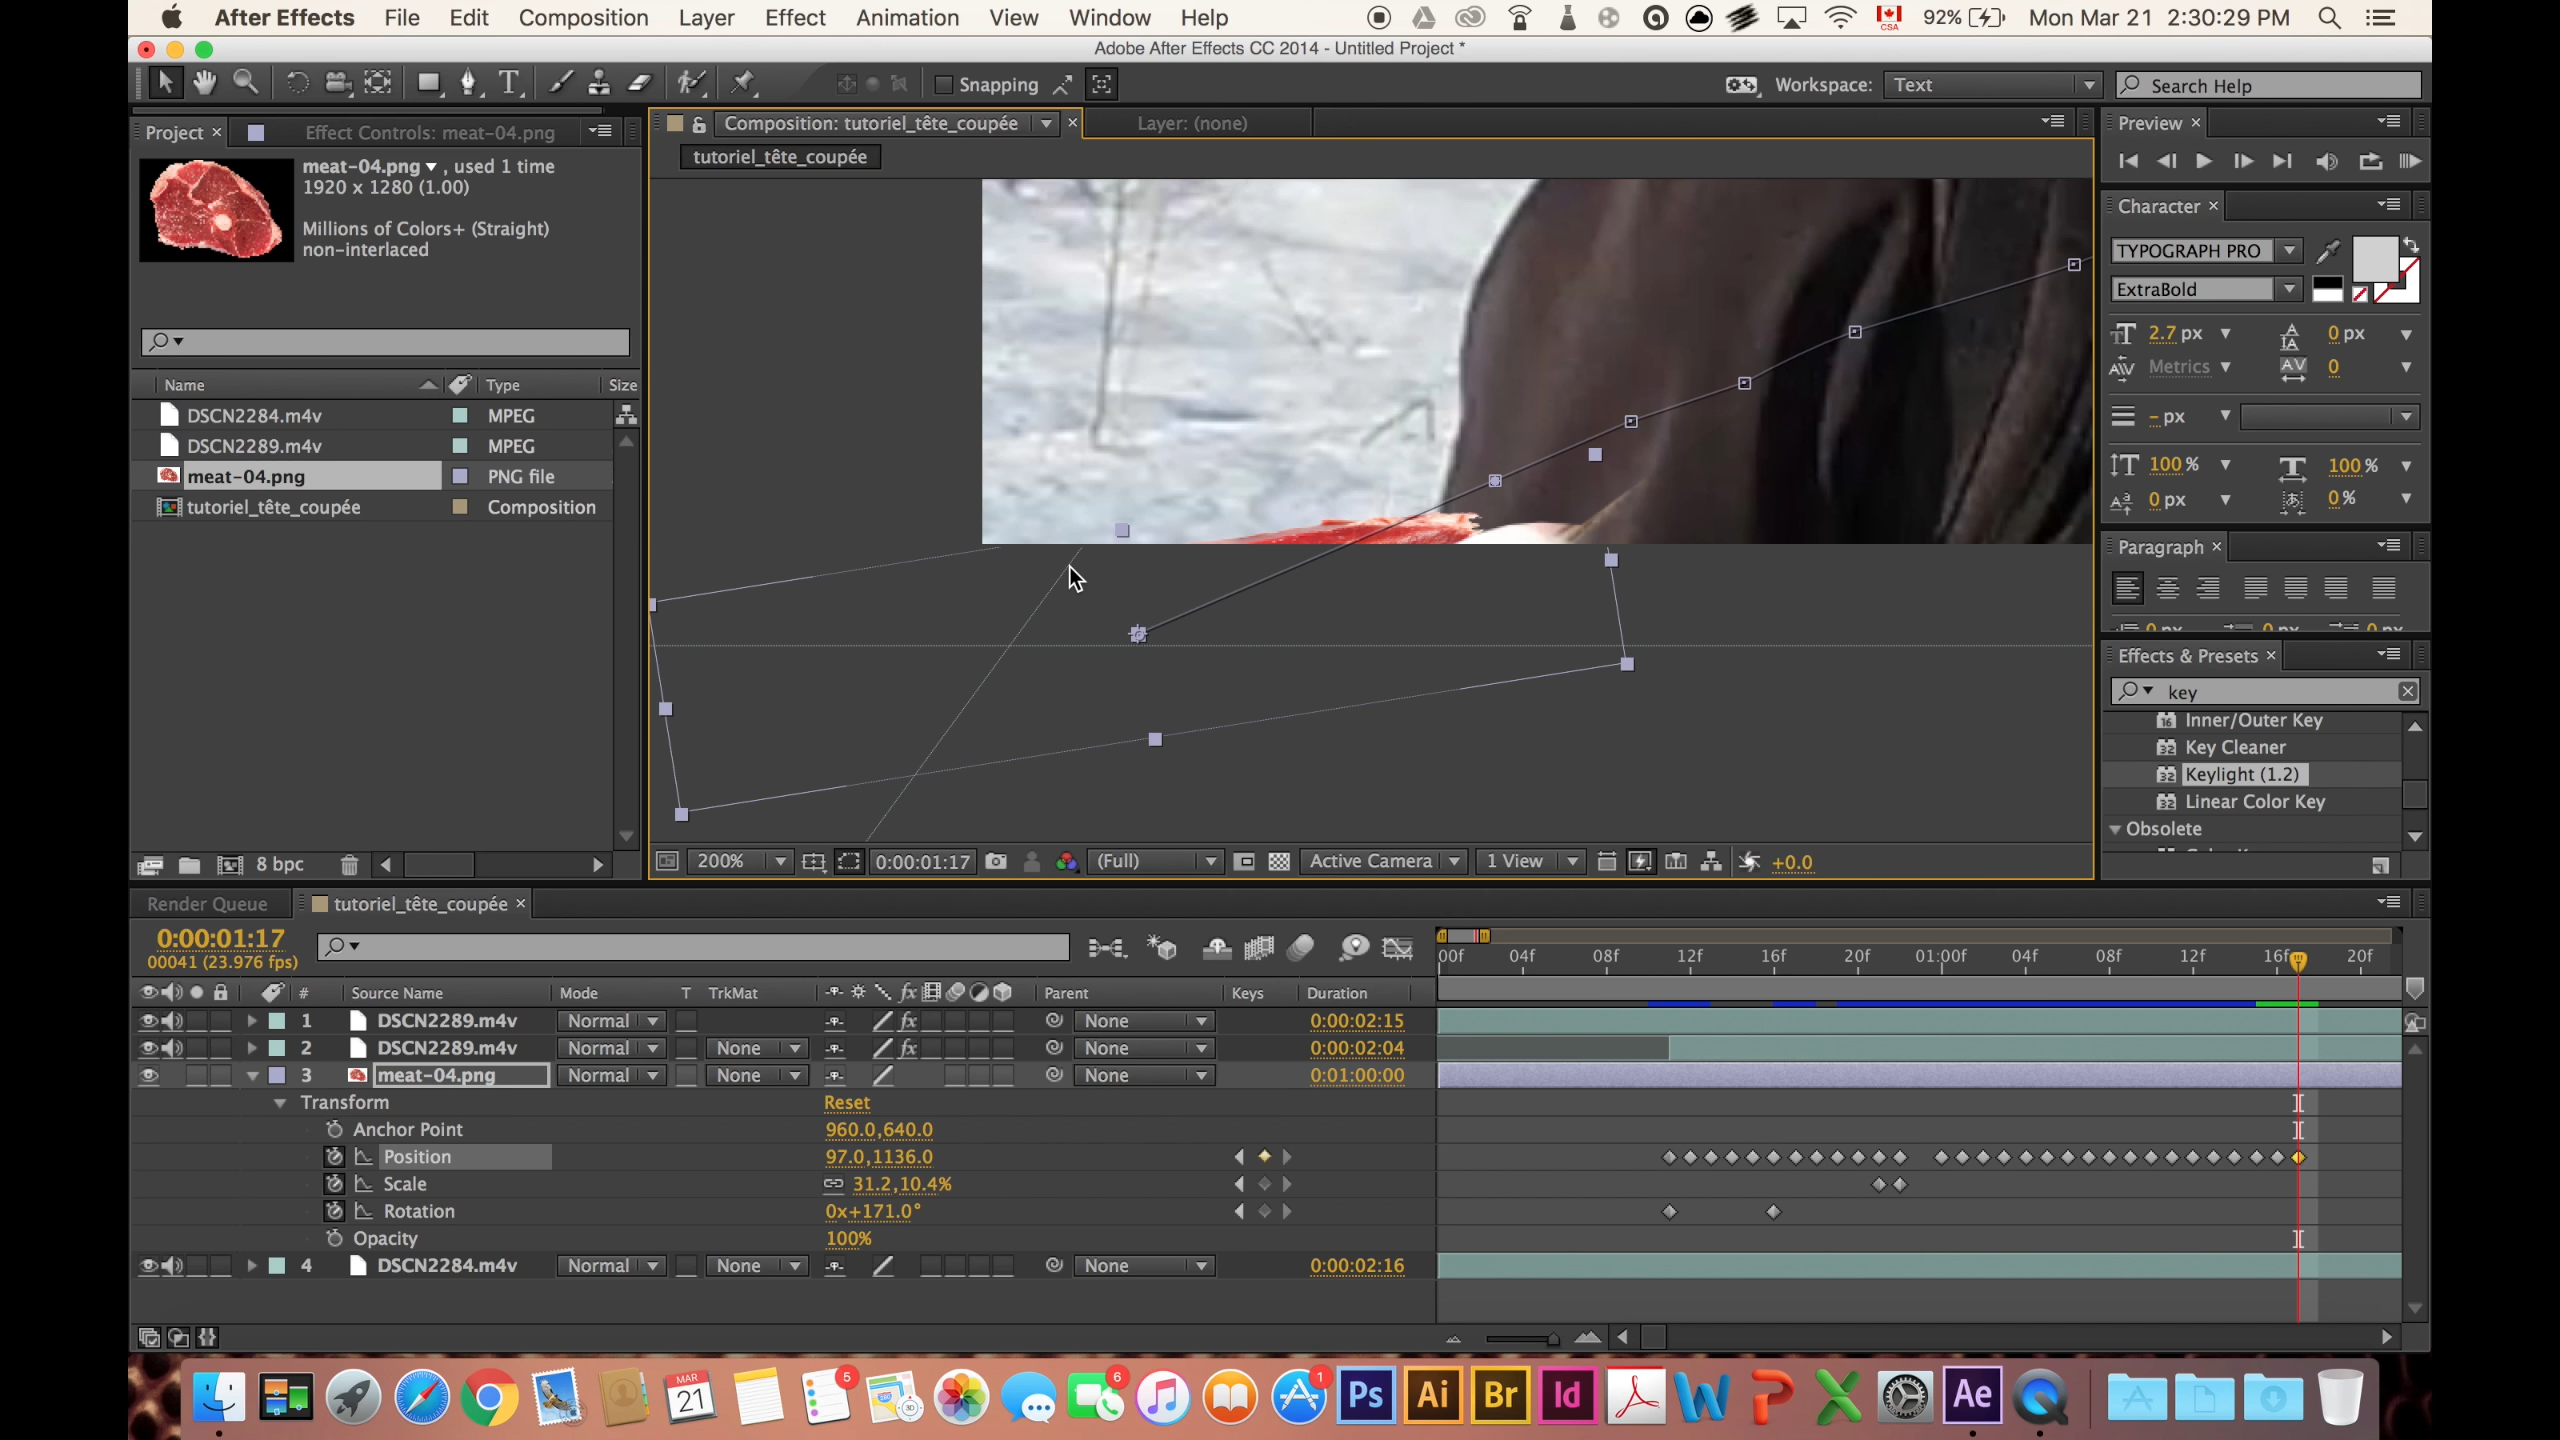 After Effects File Edit Composition Layer Effect Animation View Window Help CSA 92% Mon Mar 21 2:30:29 PM
Adobe After Effects CC 2014 - Untitled Project *
T Snapping Workspace: Text Search Help
Project × Effect Controls: meat-04.png
meat-04.png , used 1 time
1920 x 1280 (1.00)
Millions of Colors+ (Straight)
non-interlaced
Name Type Size
DSCN2284.m4v MPEG
DSCN2289.m4v MPEG
meat-04.png PNG file
tutoriel_tête_coupée Composition
8 bpc
Composition: tutoriel_tête_coupée × Layer: (none)
tutoriel_tête_coupée
200% 0:00:01:17 (Full) Active Camera 1 View +0.0
Preview ×
Character ×
TYPOGRAPH PRO
ExtraBold
2.7 px 0 px
Metrics 0
- px
100 % 100 %
0 px 0 %
Paragraph ×
0 px 0 px 0 px
Effects & Presets ×
key
16 Inner/Outer Key
32 Key Cleaner
32 Keylight (1.2)
32 Linear Color Key
Obsolete
Render Queue tutoriel_tête_coupée ×
0:00:01:17
00041 (23.976 fps)
00f 04f 08f 12f 16f 20f 01:00f 04f 08f 12f 16f 20f
# Source Name Mode T TrkMat fx Parent Keys Duration
1 DSCN2289.m4v Normal fx None 0:00:02:15
2 DSCN2289.m4v Normal None fx None 0:00:02:04
3 meat-04.png Normal None None 0:01:00:00
Transform Reset
Anchor Point 960.0,640.0
Position 97.0,1136.0
Scale 31.2,10.4%
Rotation 0x+171.0°
Opacity 100%
4 DSCN2284.m4v Normal None None 0:00:02:16
MAR 21 5 3D 6 1 Ps Ai Br Id W P X Ae